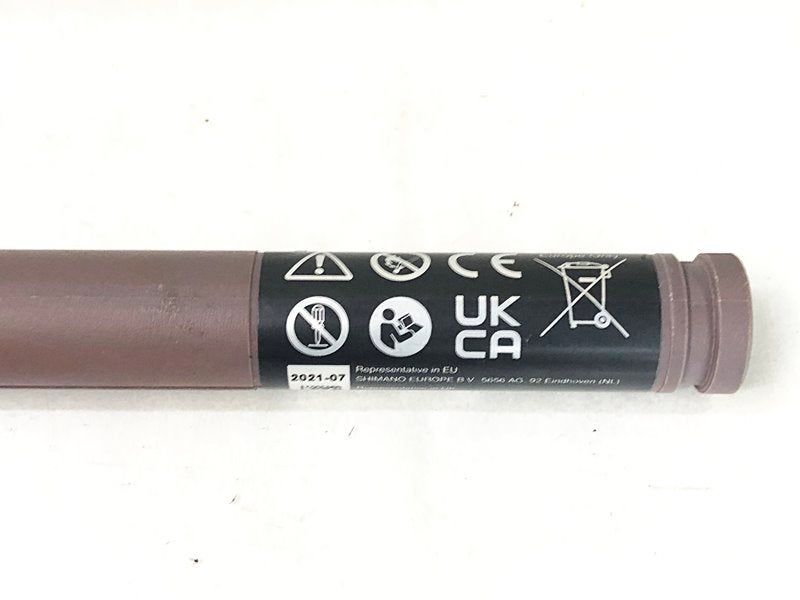 CE
UK
CA
2021-07
Representative in EU
SHIMANO EUROPE B.V. 5656 AG. 92 Eindhoven (NL)